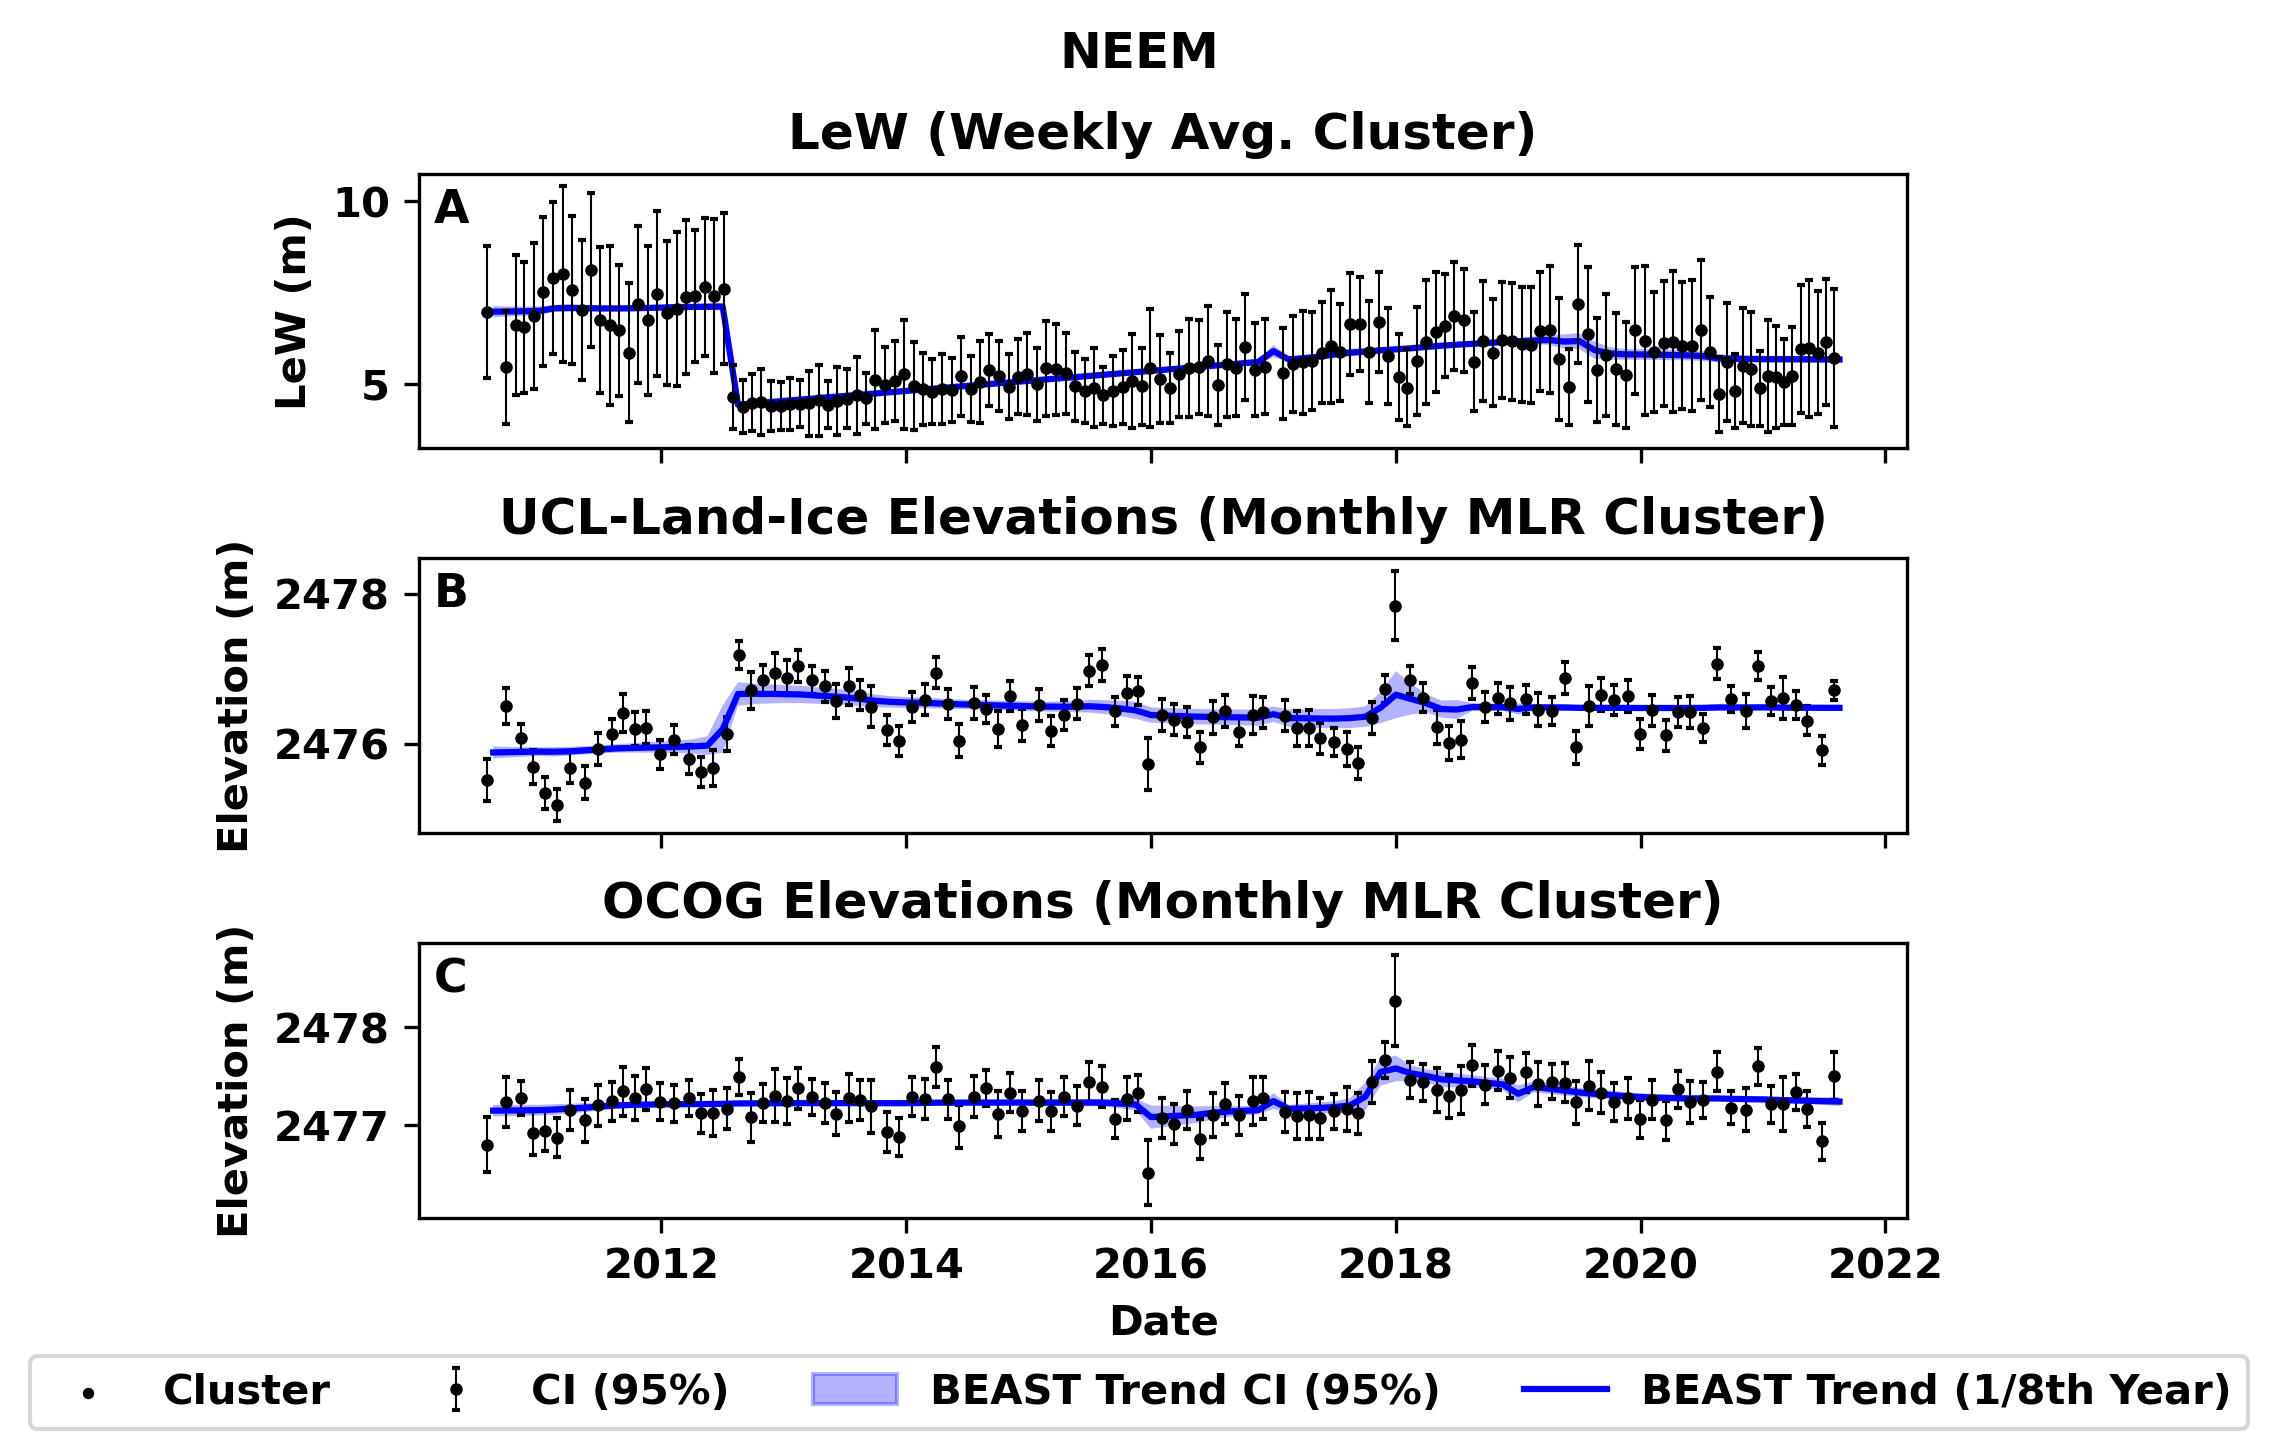 NEEM
LeW (Weekly Avg. Cluster)
A
10
5
LeW (m)
UCL-Land-Ice Elevations (Monthly MLR Cluster)
B
2478
2476
Elevation (m)
OCOG Elevations (Monthly MLR Cluster)
C
2478
2477
Elevation (m)
2012 2014 2016 2018 2020 2022
Date
Cluster CI (95%) BEAST Trend CI (95%) BEAST Trend (1/8th Year)